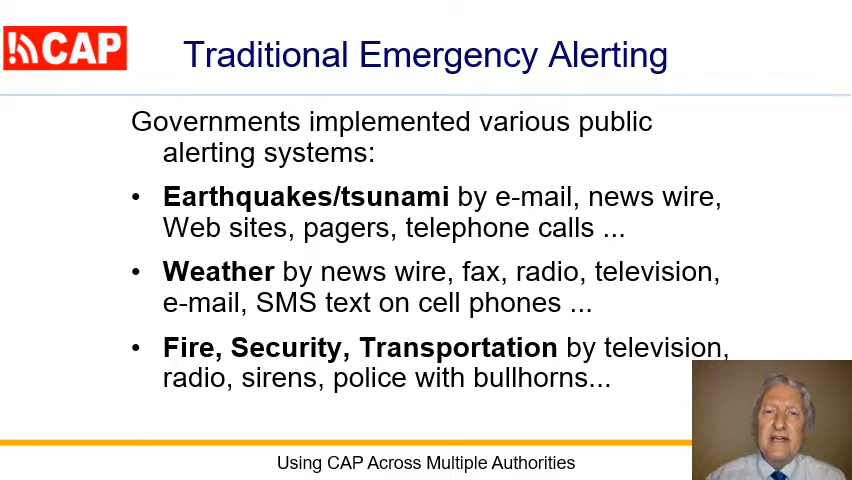 CAP
Traditional Emergency Alerting
Governments implemented various public
alerting systems:
• Earthquakes/tsunami by e-mail, news wire,
Web sites, pagers, telephone calls ...
• Weather by news wire, fax, radio, television,
e-mail, SMS text on cell phones ...
• Fire, Security, Transportation by television,
radio, sirens, police with bullhorns...
Using CAP Across Multiple Authorities